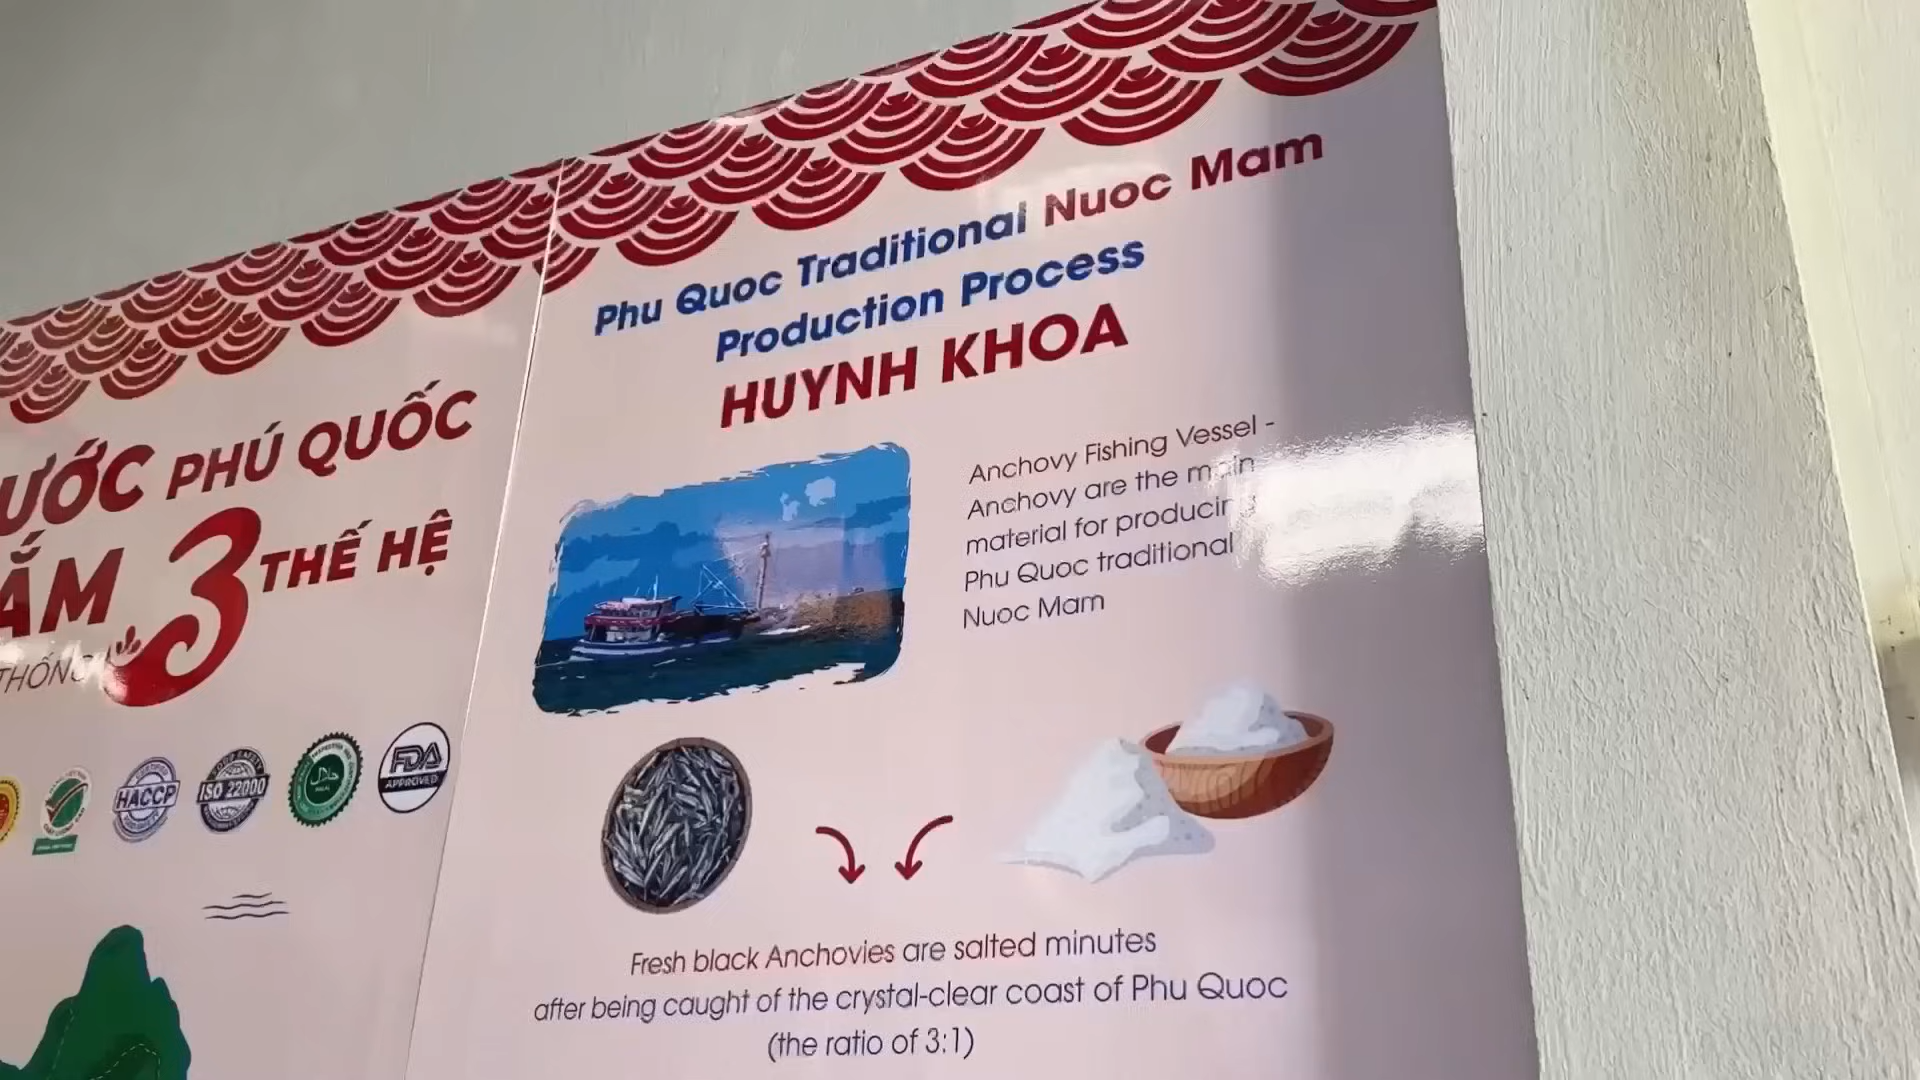 ƯỚC PHÚ QUỐC
ẮM 3 THẾ HỆ
THỐNG
HACCP
ISO 22000
HALAL
FDA
APPROVED
Phu Quoc Traditional Nuoc Mam
Production Process
HUYNH KHOA
Anchovy Fishing Vessel -
Anchovy are the main
material for producing
Phu Quoc traditional
Nuoc Mam
Fresh black Anchovies are salted minutes
after being caught of the crystal-clear coast of Phu Quoc
(the ratio of 3:1)